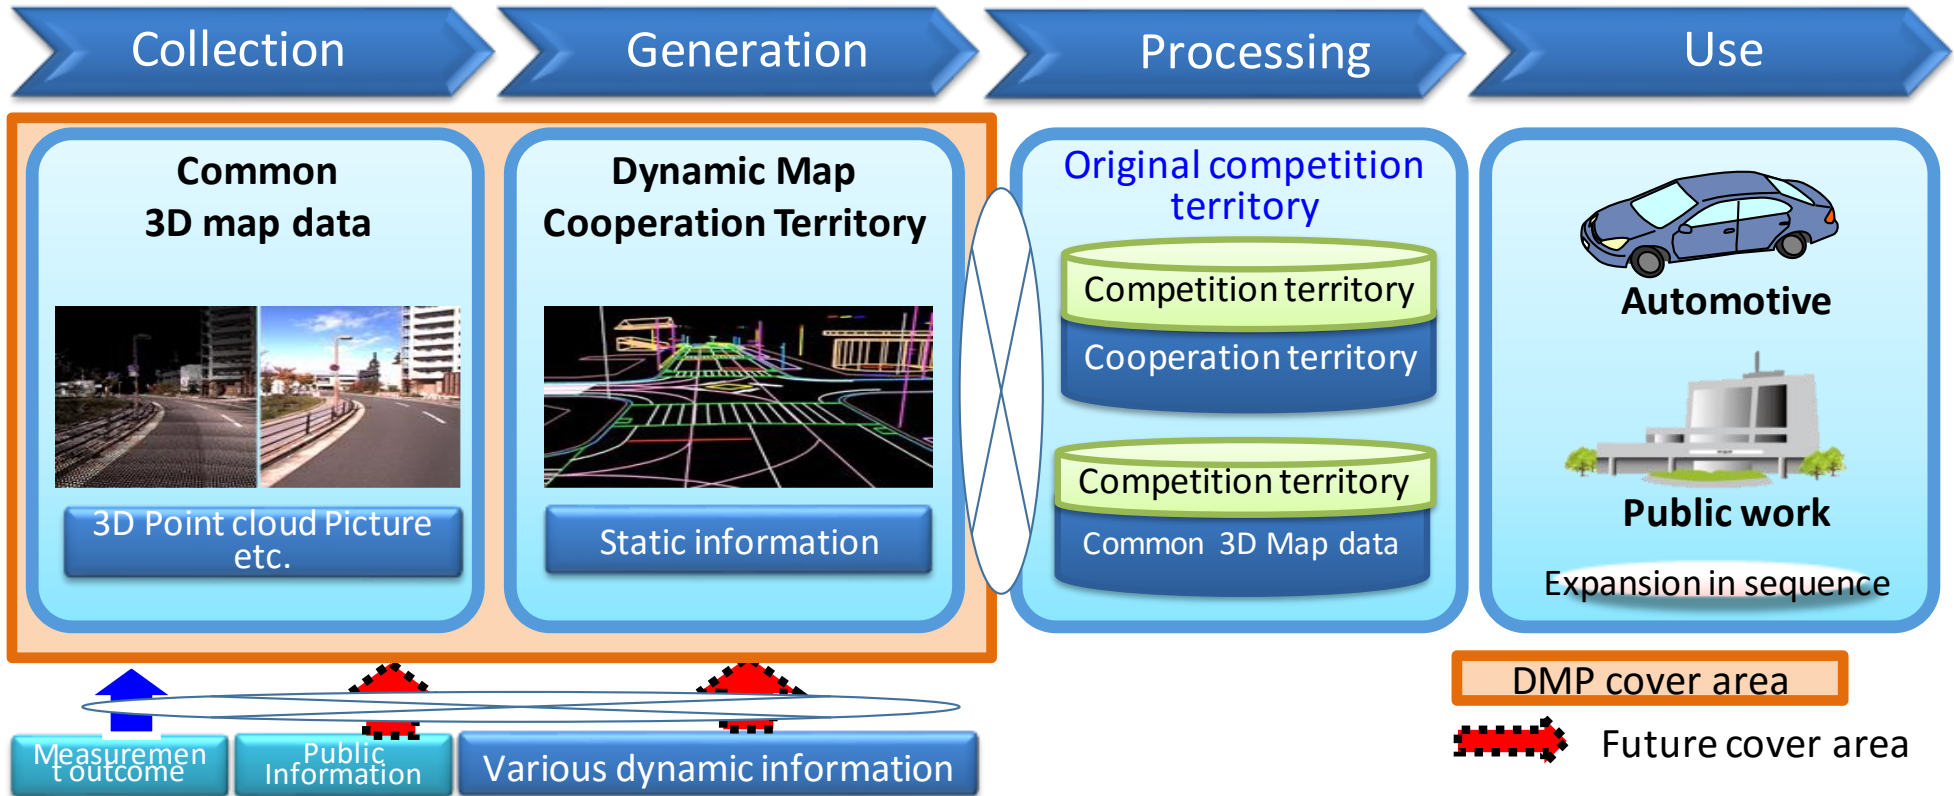 Collection
Generation
Processing
Use
Common
3D map data
3D Point cloud Picture
etc.
Dynamic Map
Cooperation Territory
Static information
Original competition
territory
Competition territory
Cooperation territory
Competition territory
Common 3D Map data
Automotive
Public work
Expansion in sequence
Measuremen
t outcome
Public
Information
Various dynamic information
DMP cover area
Future cover area